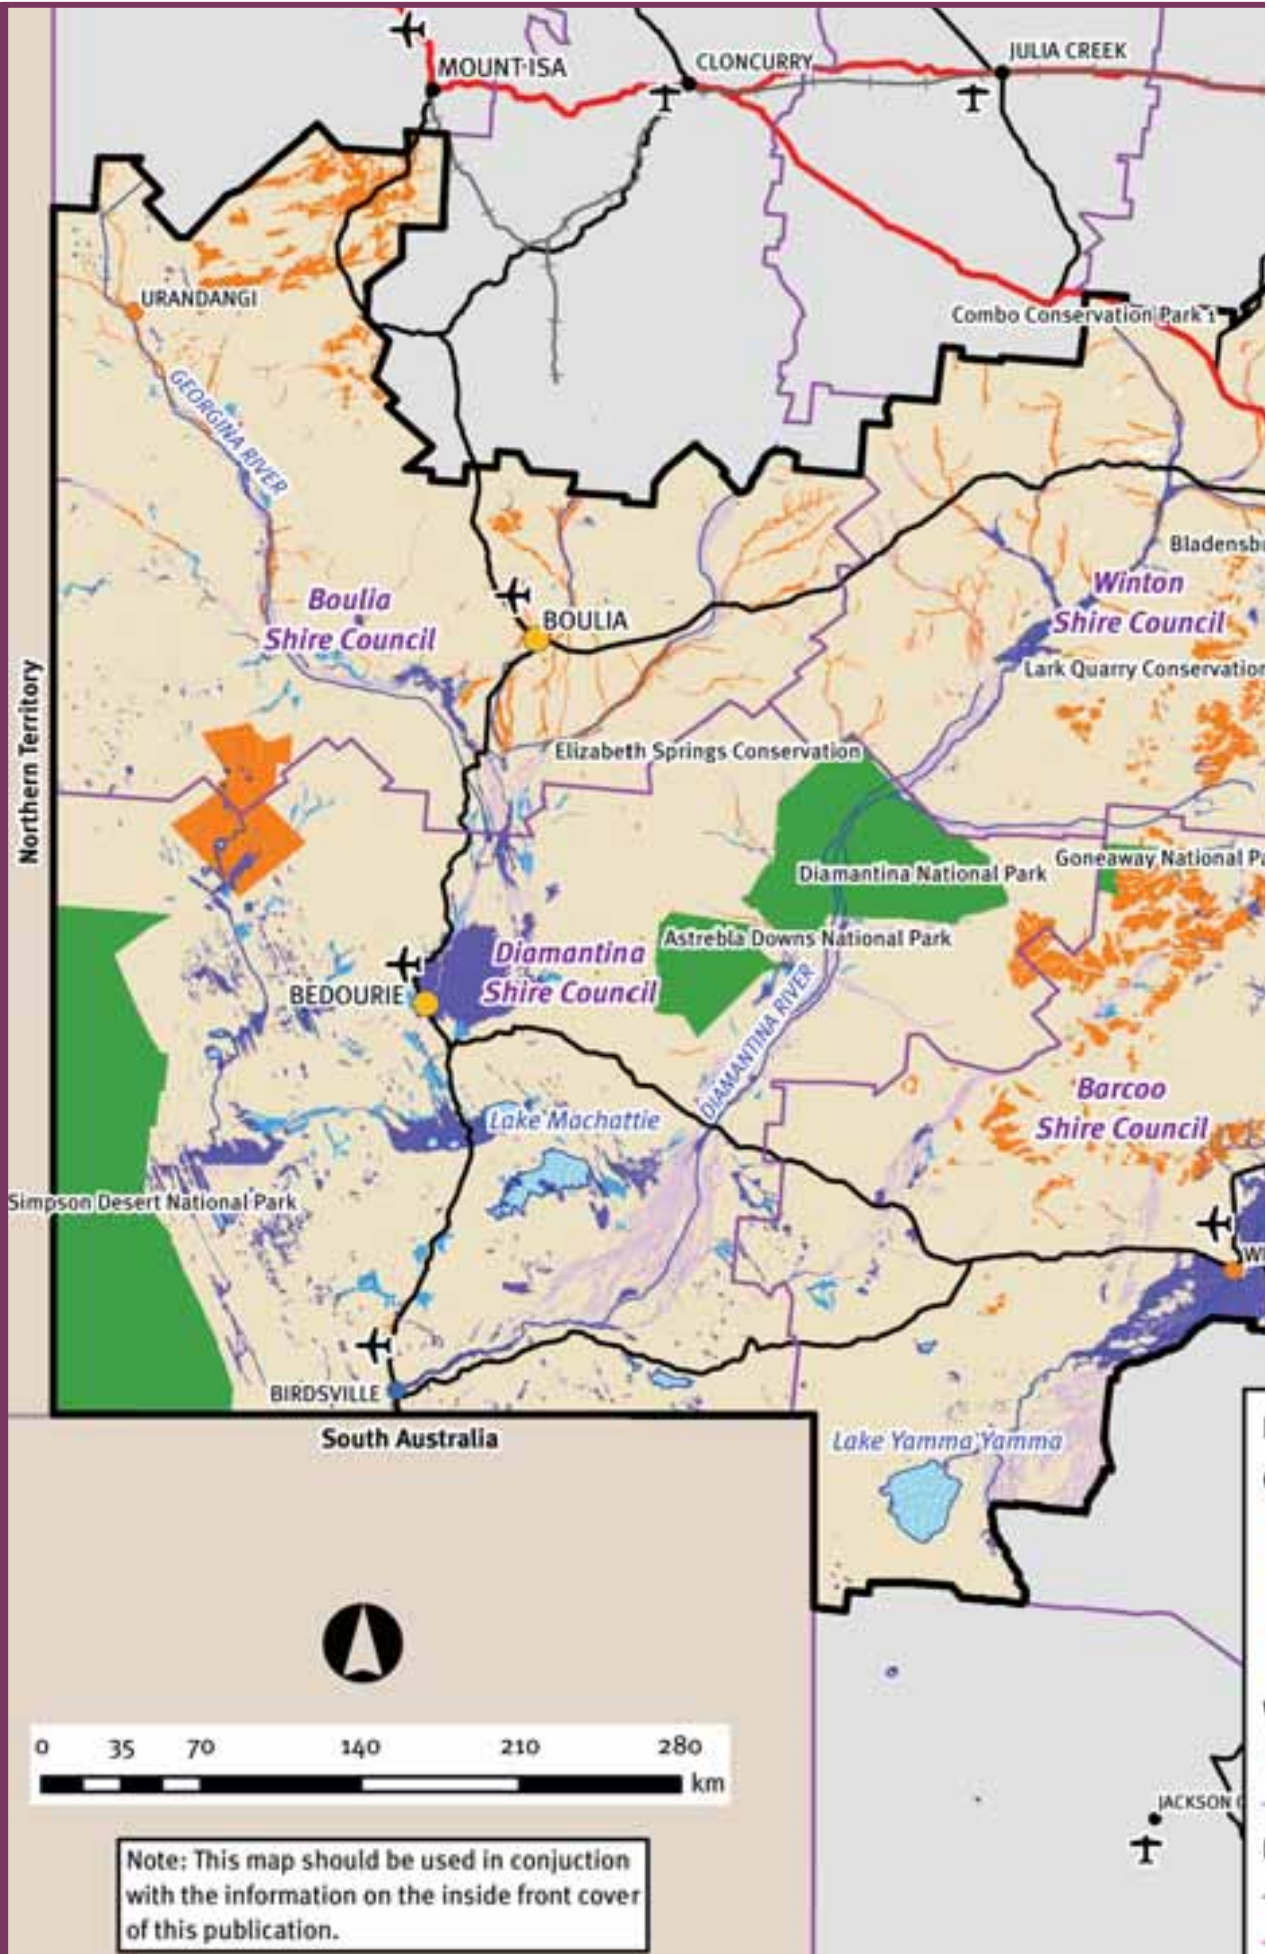 MOUNT ISA
CLONCURRY
JULIA CREEK
URANDANGI
Combo Conservation Park 1
GEORGINA RIVER
Bladensb
Boulia
Shire Council
BOULIA
Winton
Shire Council
Lark Quarry Conservation
Northern Territory
Elizabeth Springs Conservation
Diamantina National Park
Goneaway National Pa
Astrebla Downs National Park
Diamantina
Shire Council
BEDOURIE
DIAMANTINA RIVER
Barcoo
Shire Council
Lake Machattie
Simpson Desert National Park
WI
BIRDSVILLE
South Australia
Lake Yamma Yamma
0 35 70 140 210 280
km
JACKSON
Note: This map should be used in conjuction
with the information on the inside front cover
of this publication.